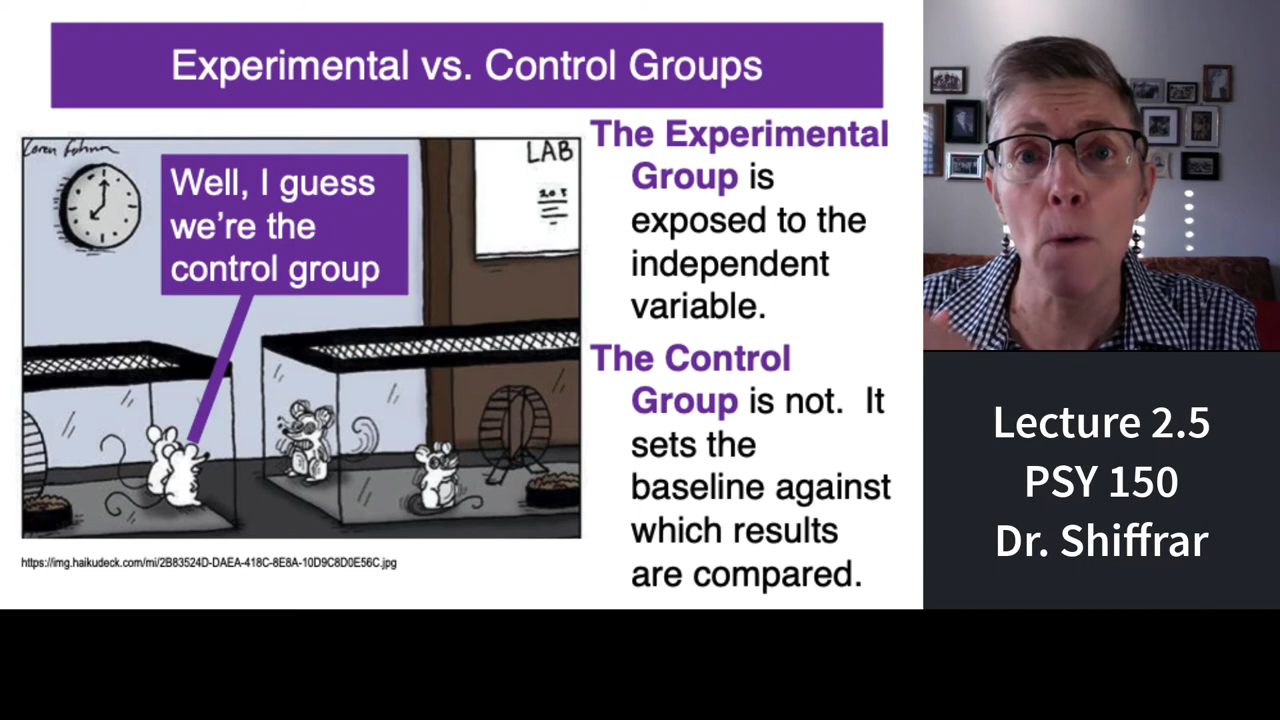 Experimental vs. Control Groups
Well, I guess
we're the
control group
LAB
The Experimental
Group is
exposed to the
independent
variable.
The Control
Group is not. It
sets the
baseline against
which results
are compared.
https://img.haikudeck.com/mi/2B83524D-DAEA-418C-8E8A-10D9C8D0E56C.jpg
Lecture 2.5
PSY 150
Dr. Shiffrar